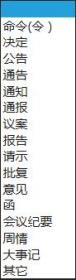 命令(令 )
决定
公告
通告
通知
通报
议案
报告
请示
批复
意见
函
会议纪要
周情
大事记
其它